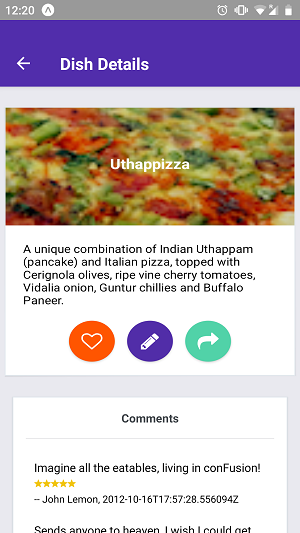 12:20
Dish Details
Uthappizza
A unique combination of Indian Uthappam
(pancake) and Italian pizza, topped with
Cerignola olives, ripe vine cherry tomatoes,
Vidalia onion, Guntur chillies and Buffalo
Paneer.
Comments
Imagine all the eatables, living in conFusion!
-- John Lemon, 2012-10-16T17:57:28.556094Z
Sends anyone to heaven, I wish I could get